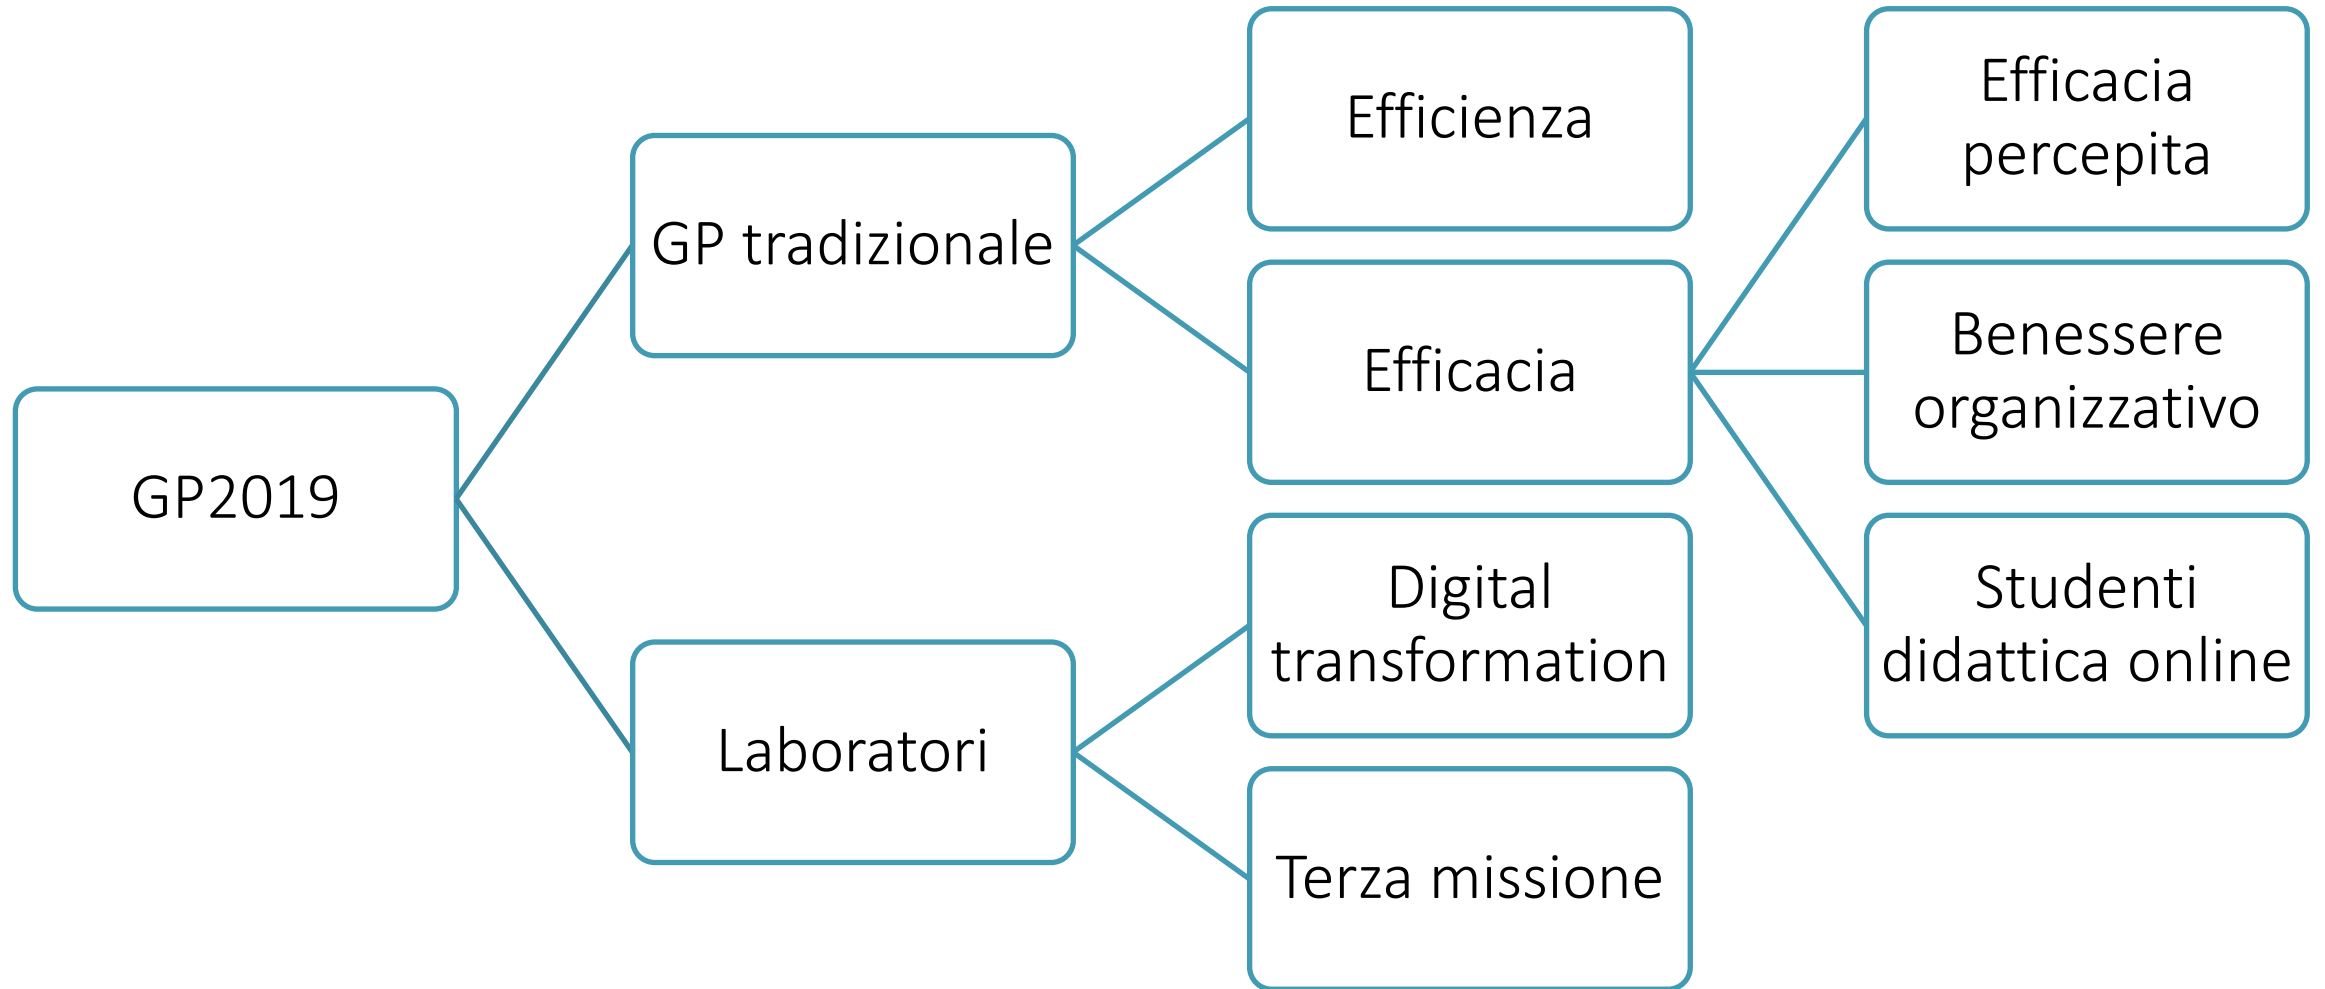 GP2019
GP tradizionale
Efficienza
Efficacia
Efficacia
percepita
Benessere
organizzativo
Studenti
didattica online
Laboratori
Digital
transformation
Terza missione